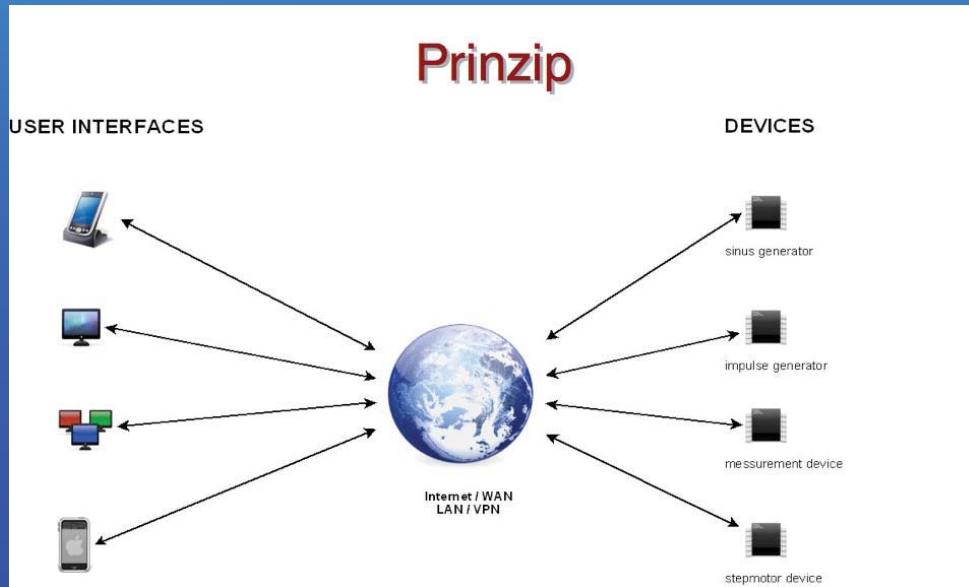 Prinzip
USER INTERFACES
DEVICES
sinus generator
impulse generator
messurement device
stepmotor device
Internet / WAN
LAN / VPN